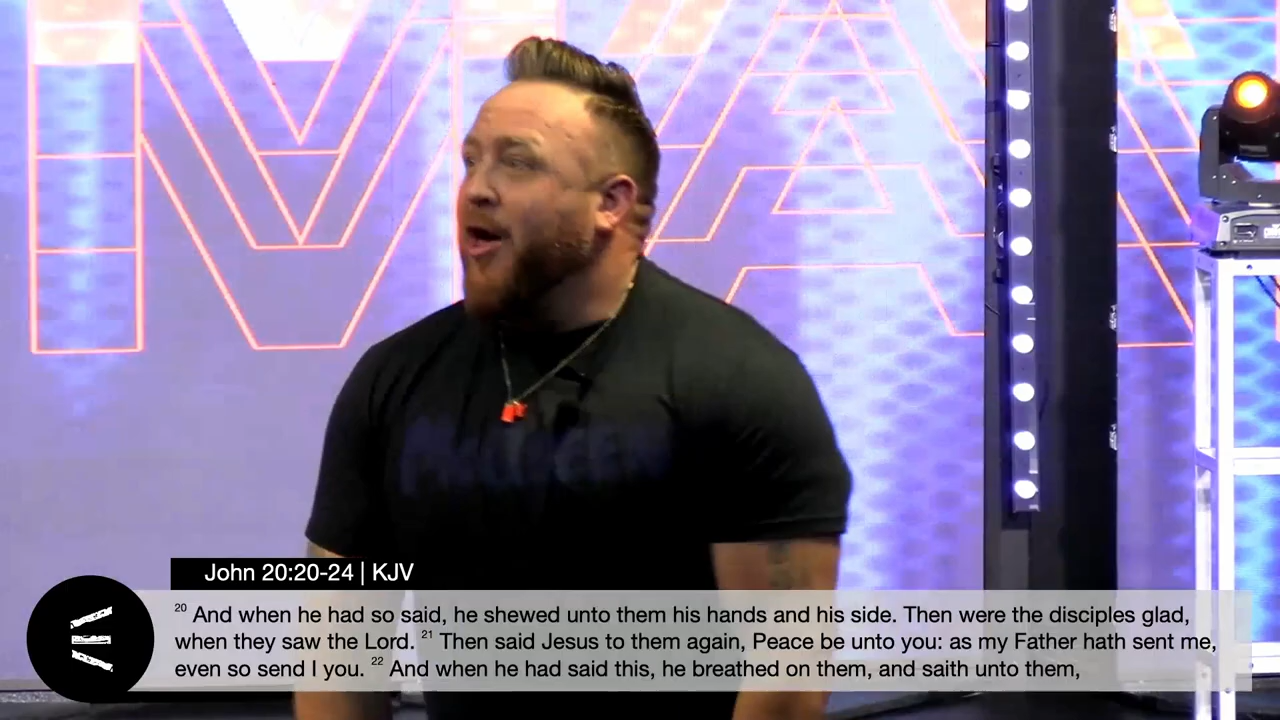 John 20:20-24 | KJV
20 And when he had so said, he shewed unto them his hands and his side. Then were the disciples glad,
when they saw the Lord. 21 Then said Jesus to them again, Peace be unto you: as my Father hath sent me,
even so send I you. 22 And when he had said this, he breathed on them, and saith unto them,